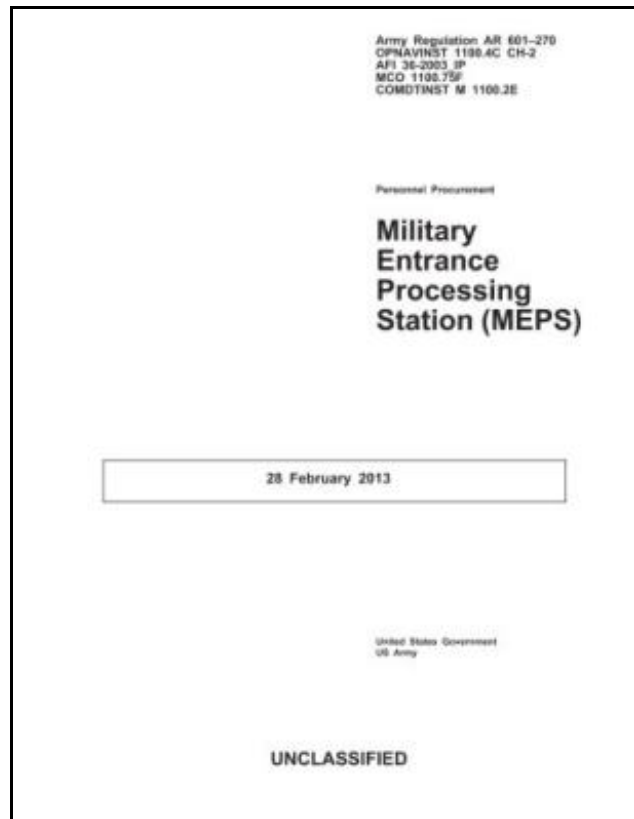 Army Regulation AR 601–270
OPNAVINST 1100.4C CH-2
AFI 36-2003_IP
MCO 1100.75F
COMDTINST M 1100.2E
Personnel Procurement
Military
Entrance
Processing
Station (MEPS)
28 February 2013
United States Government
US Army
UNCLASSIFIED